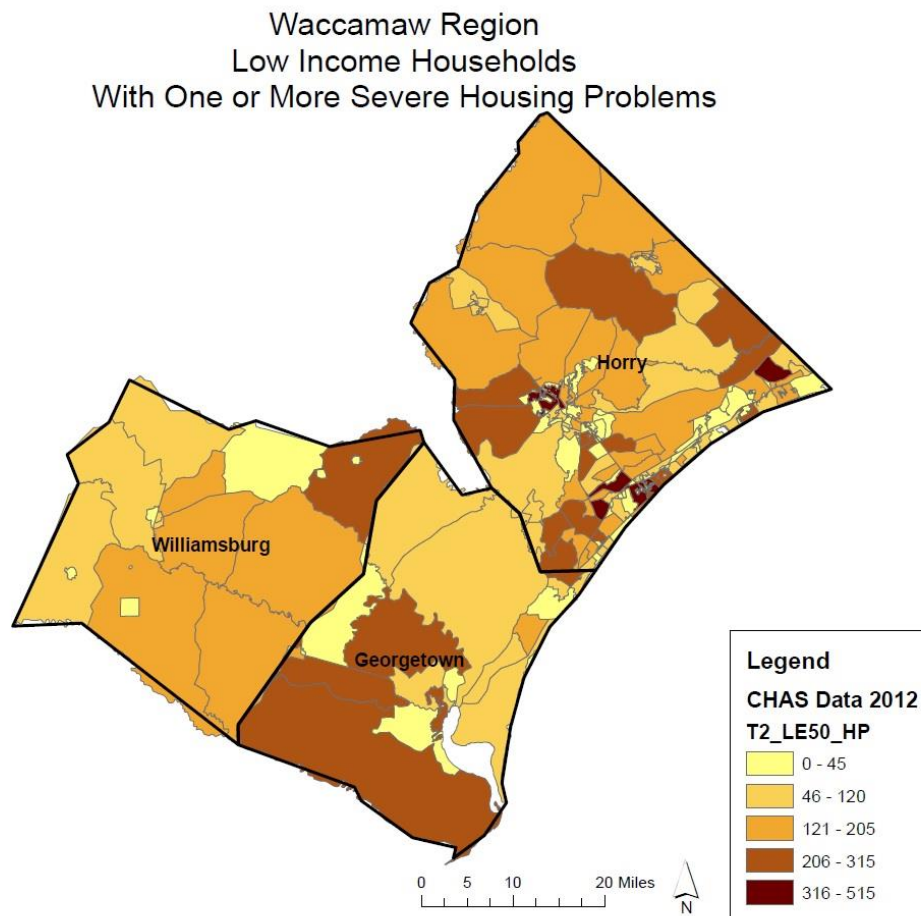 Waccamaw Region
Low Income Households
With One or More Severe Housing Problems
Horry
Williamsburg
Georgetown
Legend
CHAS Data 2012
T2_LE50_HP
0 - 45
46 - 120
121 - 205
206 - 315
316 - 515
0 5 10 20 Miles
N